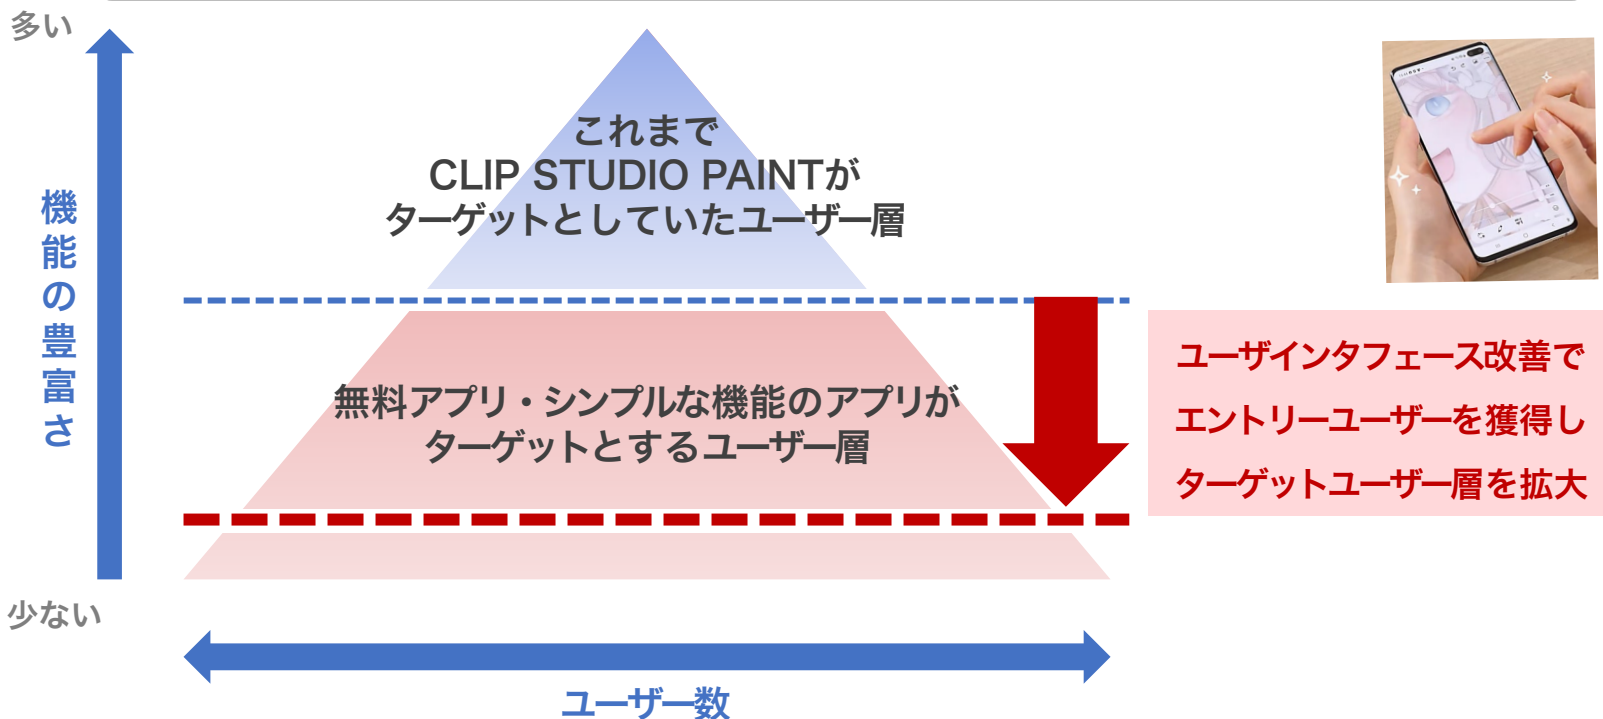 多い
機能の豊富さ
少ない
これまで
CLIP STUDIO PAINTが
ターゲットとしていたユーザー層
無料アプリ・シンプルな機能のアプリが
ターゲットとするユーザー層
ユーザインタフェース改善で
エントリーユーザーを獲得し
ターゲットユーザー層を拡大
ユーザー数